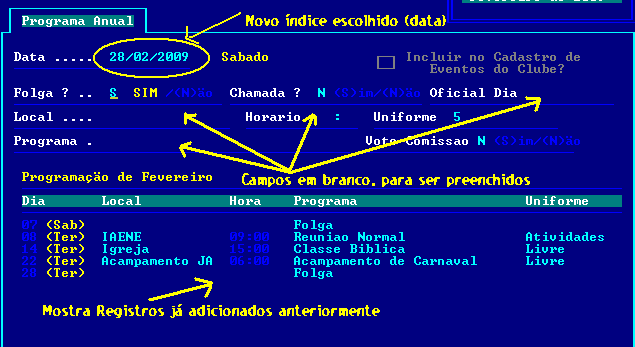 Programa Anual
Novo índice escolhido (data)
Data ..... 28/02/2009 Sabado
Incluir no Cadastro de
Eventos do Clube?
Folga ? .. S SIM /(N)ão Chamada ? N (S)im/(N)ão Oficial Dia
Local .... Horario : Uniforme 5
Programa . Voto Comissao N (S)im/(N)ão
Programação de Fevereiro
Campos em branco, para ser preenchidos
Dia Local Hora Programa Uniforme
07 (Sab) Folga
08 (Ter) IAENE 09:00 Reuniao Normal Atividades
14 (Ter) Igreja 15:00 Classe Biblica Livre
22 (Ter) Acampamento JA 06:00 Acampamento de Carnaval Livre
28 (Ter) Folga
Mostra Registros já adicionados anteriormente